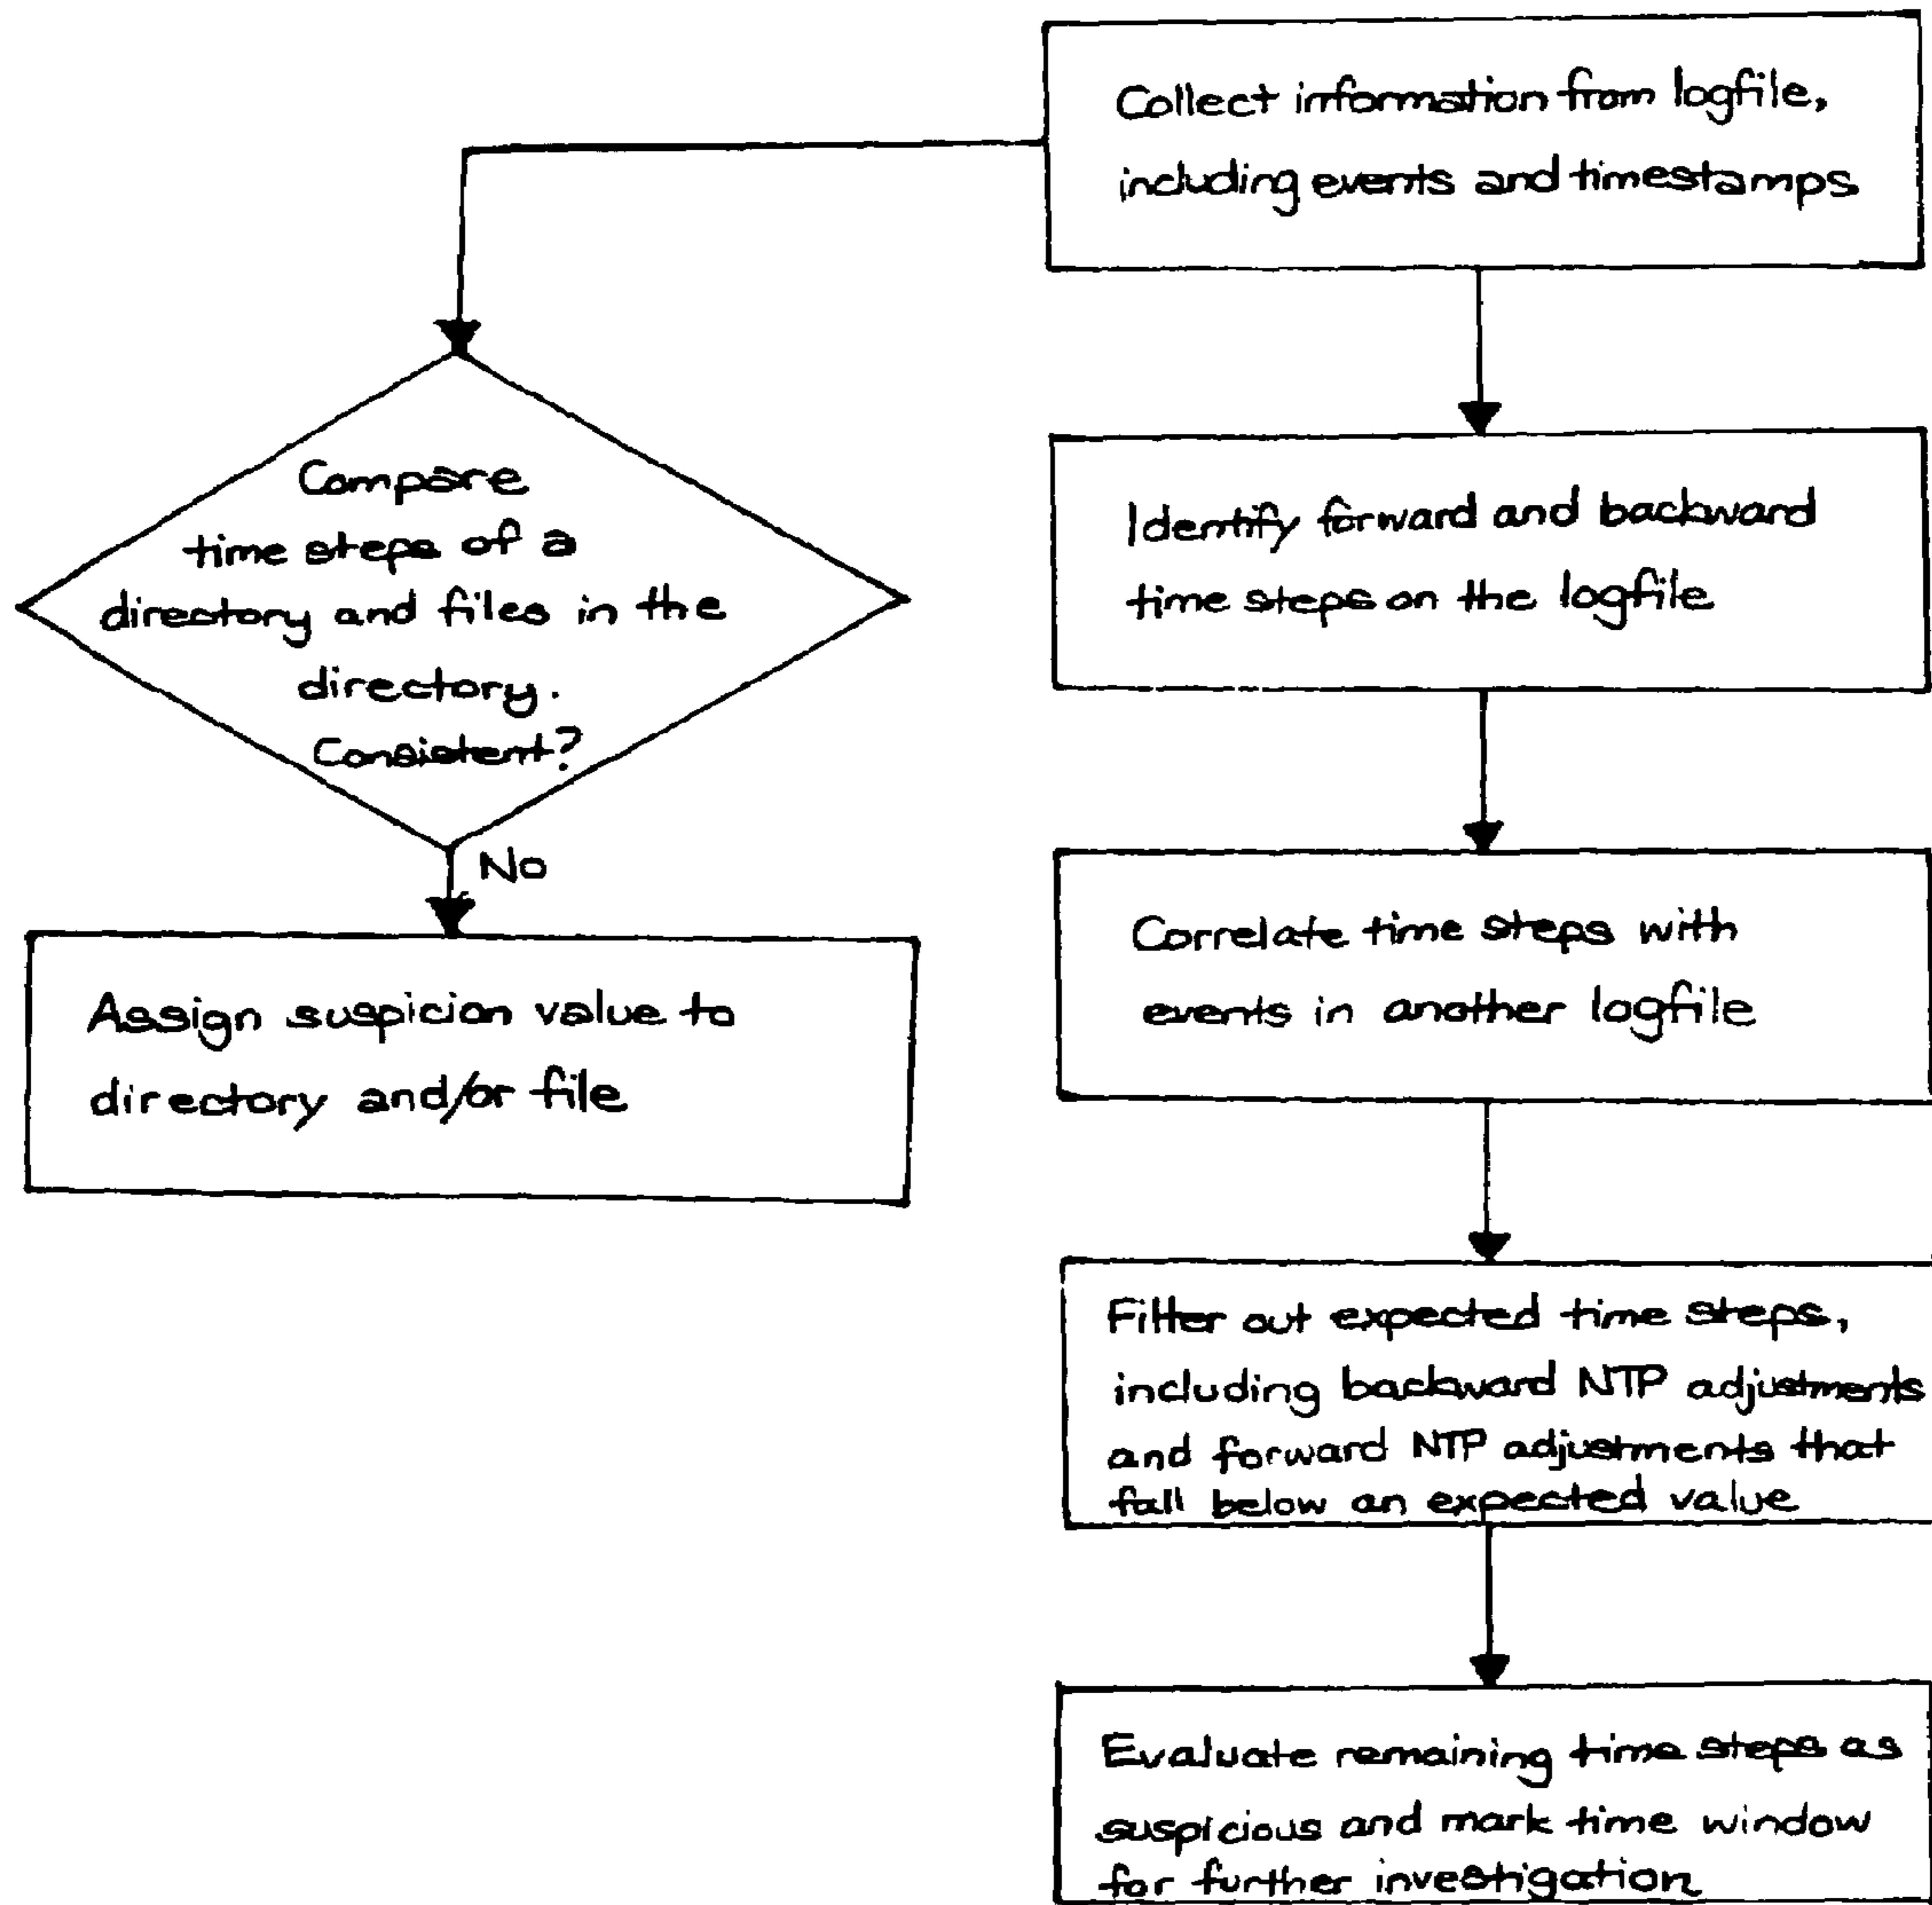 Collect information from logfile,
including events and timestamps
Compare
time steps of a
directory and files in the
directory.
Consistent?
No
Assign suspicion value to
directory and/or file
Identify forward and backward
time steps on the logfile
Correlate time steps with
events in another logfile
Filter out expected time steps,
including backward NTP adjustments
and forward NTP adjustments that
fall below an expected value
Evaluate remaining time steps as
suspicious and mark time window
for further investigation